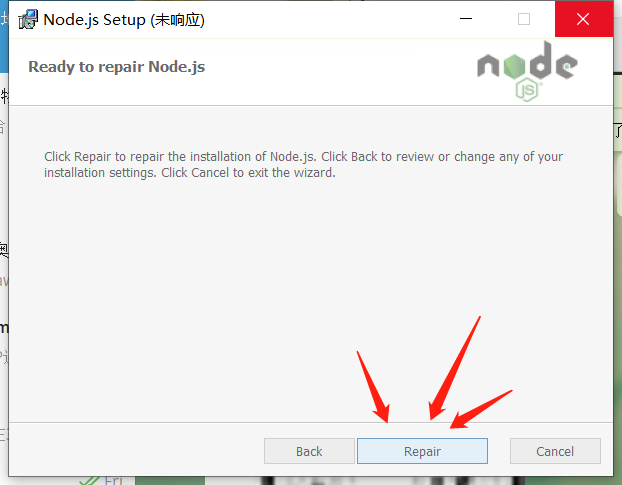 Node.js Setup (未响应)
Ready to repair Node.js
node
JS
Click Repair to repair the installation of Node.js. Click Back to review or change any of your
installation settings. Click Cancel to exit the wizard.
Back
Repair
Cancel
Fri